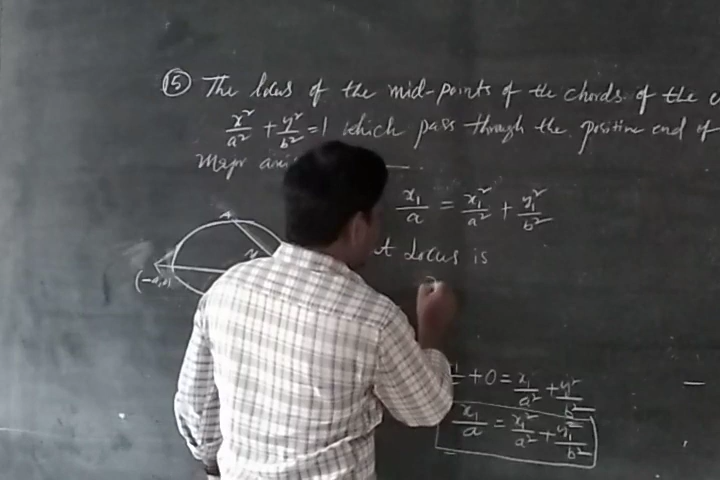 15 The locus of the mid-points of the chords of the
x²/a² + y²/b² = 1 which pass through the positive end of
Major axis
x₁/a = x₁²/a² + y₁²/b²
Locus is
(-a,0)
+0 = x₁/a² + y₁²/b²
x₁/a = x₁²/a² + y₁²/b²